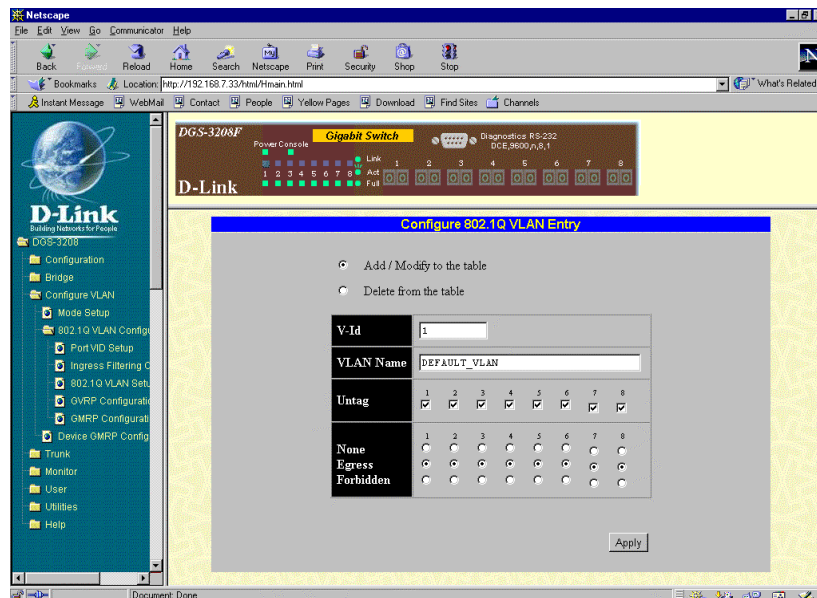 Netscape
File Edit View Go Communicator Help
Back Forward Reload Home Search Netscape Print Security Shop Stop
Bookmarks Location: http://192.168.7.33/html/Hmain.html What's Related
Instant Message WebMail Contact People Yellow Pages Download Find Sites Channels
D-Link
Building Networks for People
DGS-3208
Configuration
Bridge
Configure VLAN
Mode Setup
802.1Q VLAN Configu
Port VID Setup
Ingress Filtering C
802.1Q VLAN Setu
GVRP Configuratio
GMRP Configurati
Device GMRP Config
Trunk
Monitor
User
Utilities
Help
DGS-3208F
Gigabit Switch
Power Console
Diagnostics RS-232
DCE,9600,n,8,1
Link
Act
Full
1 2 3 4 5 6 7 8
1 2 3 4 5 6 7 8
D-Link
Configure 802.1Q VLAN Entry
Add / Modify to the table
Delete from the table
V-Id 1
VLAN Name DEFAULT_VLAN
1 2 3 4 5 6 7 8
Untag
1 2 3 4 5 6 7 8
None
Egress
Forbidden
Apply
Document: Done